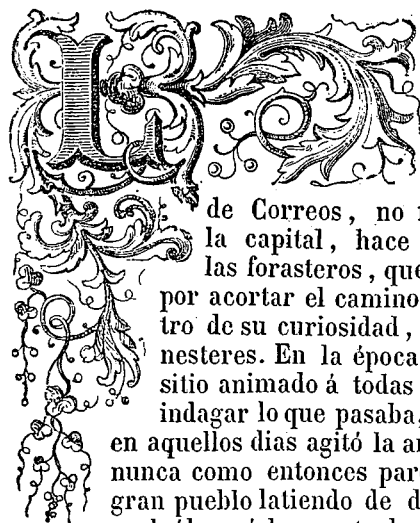 L
de Correos, no
la capital, hace
las forasteros, que
por acortar el camino
tro de su curiosidad,
nesteres. En la época
sitio animado á todas
indagar lo que pasaba,
en aquellos dias agitó la
nunca como entonces par
gran pueblo latiendo de d